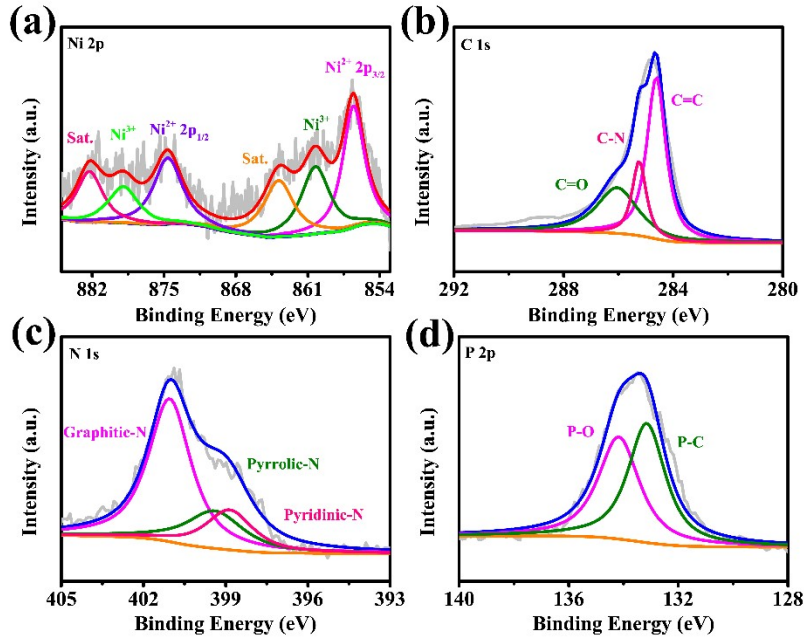 (a)
Ni 2p
Ni²⁺ 2p₃/₂
Sat.
Ni³⁺
Ni²⁺ 2p₁/₂
Sat.
Ni³⁺
Intensity (a.u.)
882 875 868 861 854
Binding Energy (eV)
(b)
C 1s
C=C
C-N
C=O
Intensity (a.u.)
292 288 284 280
Binding Energy (eV)
(c)
N 1s
Graphitic-N
Pyrrolic-N
Pyridinic-N
Intensity (a.u.)
405 402 399 396 393
Binding Energy (eV)
(d)
P 2p
P-O
P-C
Intensity (a.u.)
140 136 132 128
Binding Energy (eV)